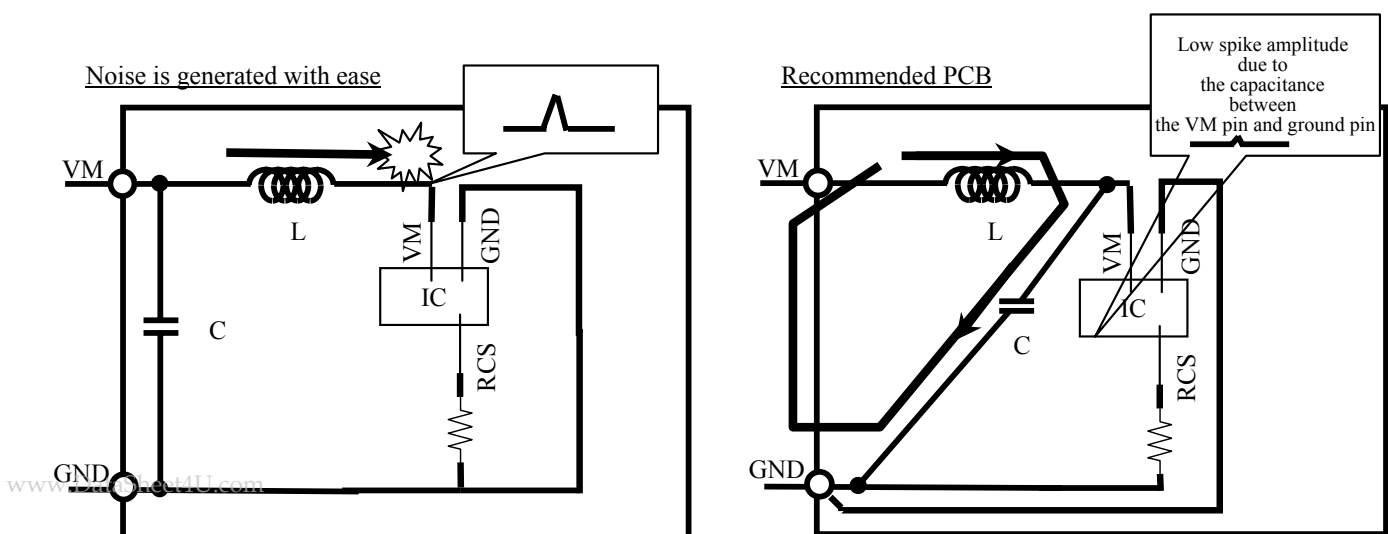 Noise is generated with ease
VM
L
VM
GND
IC
C
RCS
GND
www.DataSheet4U.com
Recommended PCB
Low spike amplitude
due to
the capacitance
between
the VM pin and ground pin
VM
L
VM
GND
IC
C
RCS
GND